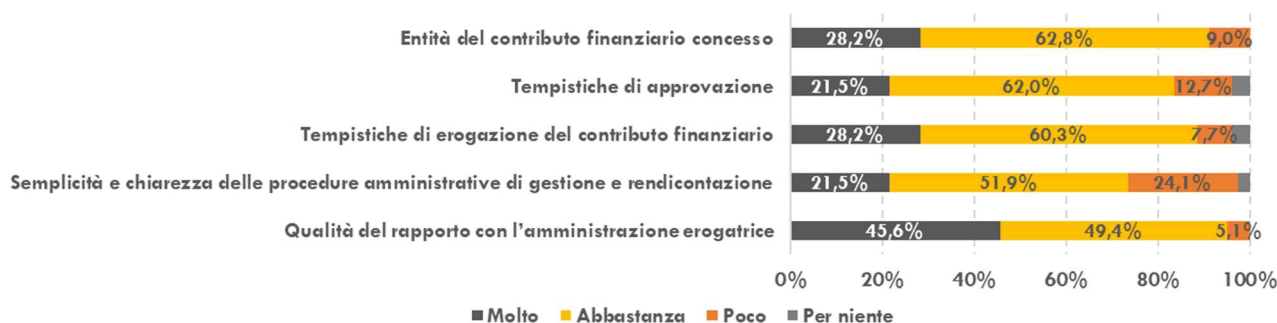 Entità del contributo finanziario concesso 28,2% 62,8% 9,0%
Tempistiche di approvazione 21,5% 62,0% 12,7%
Tempistiche di erogazione del contributo finanziario 28,2% 60,3% 7,7%
Semplicità e chiarezza delle procedure amministrative di gestione e rendicontazione 21,5% 51,9% 24,1%
Qualità del rapporto con l’amministrazione erogatrice 45,6% 49,4% 5,1%
0% 20% 40% 60% 80% 100%
Molto Abbastanza Poco Per niente